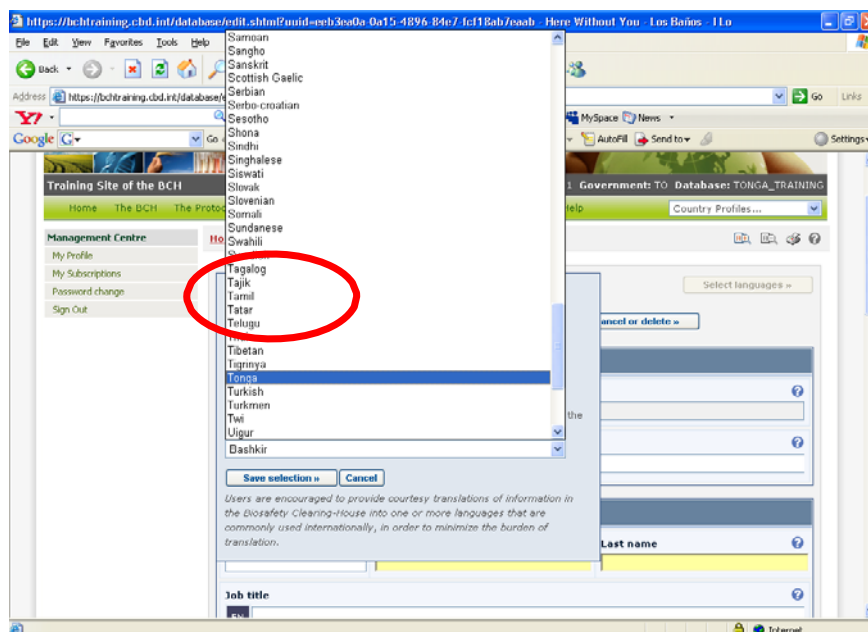 https://bchtraining.cbd.int/database/edit.shtml?uuid=eeb3ea0a-0a15-4896-84e7-fcf18ab7eaab - Here Without You - Los Baños - I Lo
File Edit View Favorites Tools Help
Back
Address https://bchtraining.cbd.int/database/e Go Links
Y! MySpace News
Google G Go AutoFill Send to Settings
Training Site of the BCH 1 Government: TO Database: TONGA_TRAINING
Home The BCH The Protoc elp Country Profiles...
Management Centre Ho
My Profile
My Subscriptions
Password change
Sign Out
Samoan
Sangho
Sanskrit
Scottish Gaelic
Serbian
Serbo-croatian
Sesotho
Shona
Sindhi
Singhalese
Siswati
Slovak
Slovenian
Somali
Sundanese
Swahili
Tagalog
Tajik
Tamil
Tatar
Telugu
Tibetan
Tigrinya
Tonga
Turkish
Turkmen
Twi
Uigur
Bashkir
Select languages »
ancel or delete »
the
Save selection » Cancel
Users are encouraged to provide courtesy translations of information in
the Biosafety Clearing-House into one or more languages that are
commonly used internationally, in order to minimize the burden of
translation.
Last name
Job title
EN
Internet